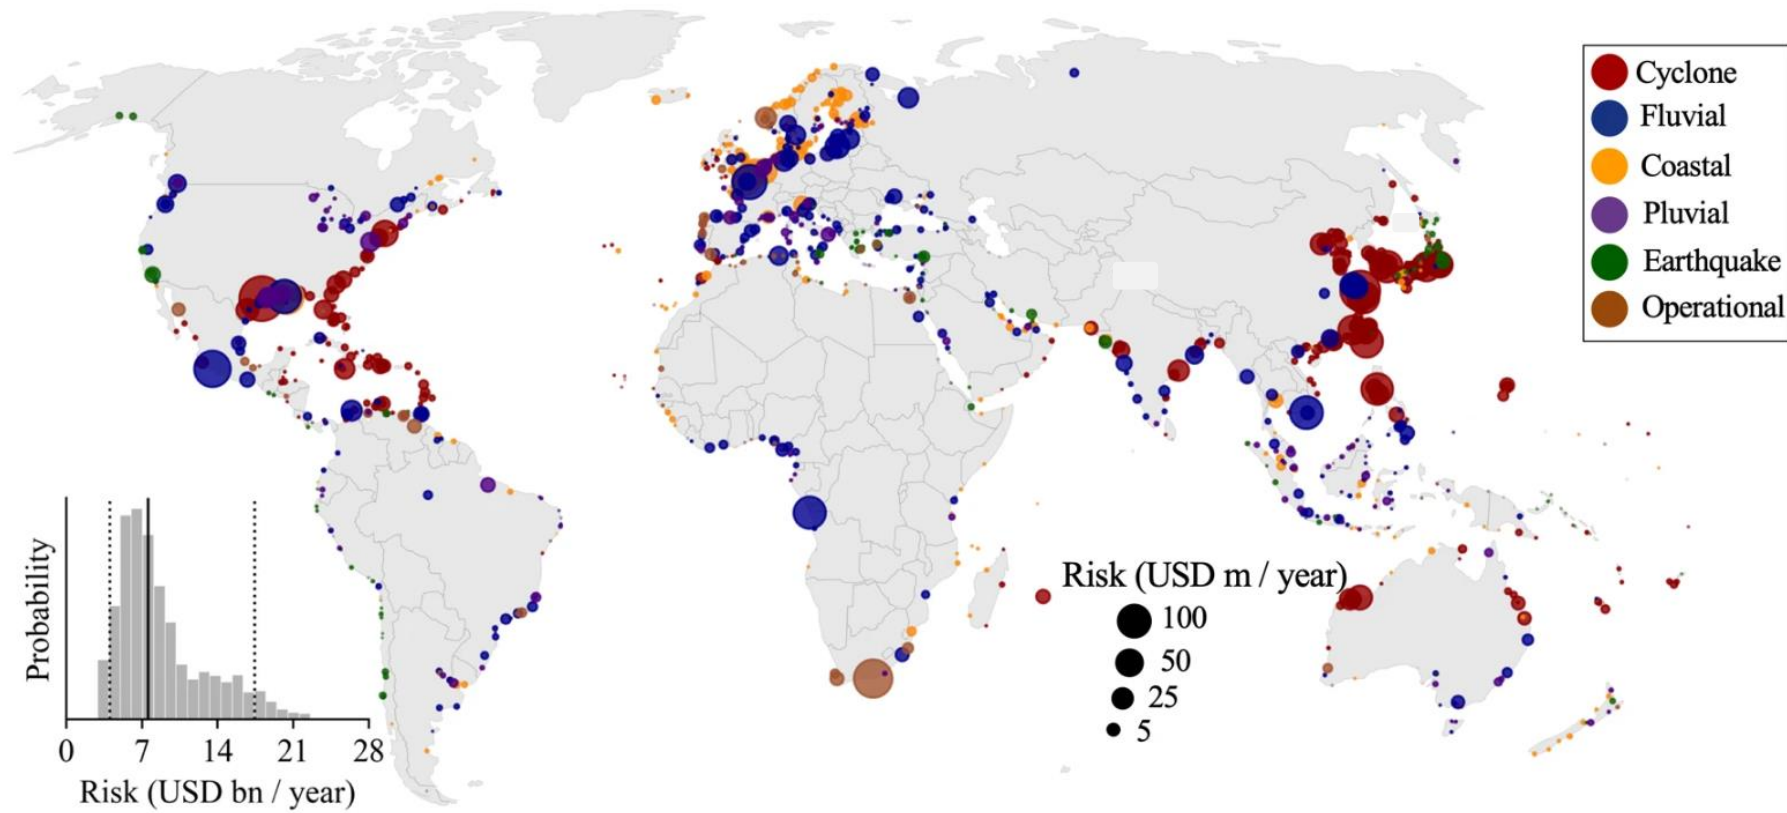 Cyclone
Fluvial
Coastal
Pluvial
Earthquake
Operational
Risk (USD m / year)
100
50
25
5
Probability
0 7 14 21 28
Risk (USD bn / year)